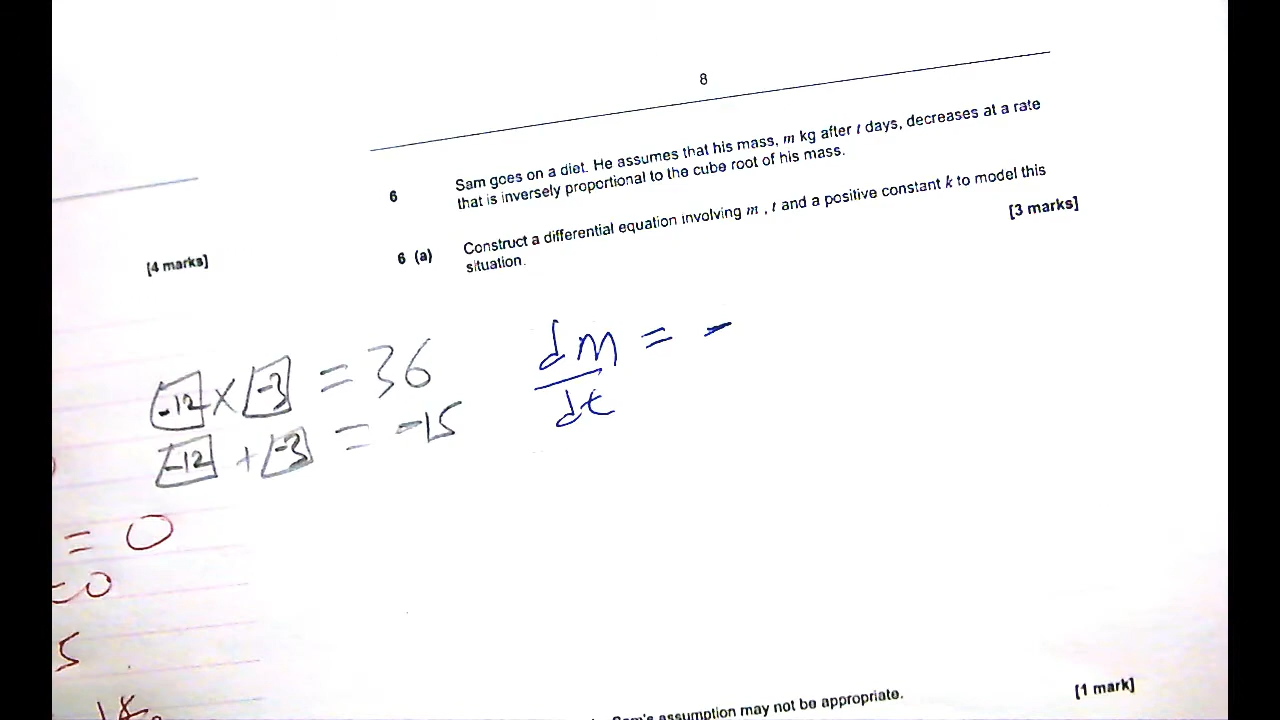 8
6 Sam goes on a diet. He assumes that his mass, m kg after t days, decreases at a rate
that is inversely proportional to the cube root of his mass.
6 (a) Construct a differential equation involving m , t and a positive constant k to model this
situation.
[3 marks]
[4 marks]
dm/dt = -
-12 × -3 = 36
-12 + -3 = -15
= 0
=0
5
18
assumption may not be appropriate.
[1 mark]